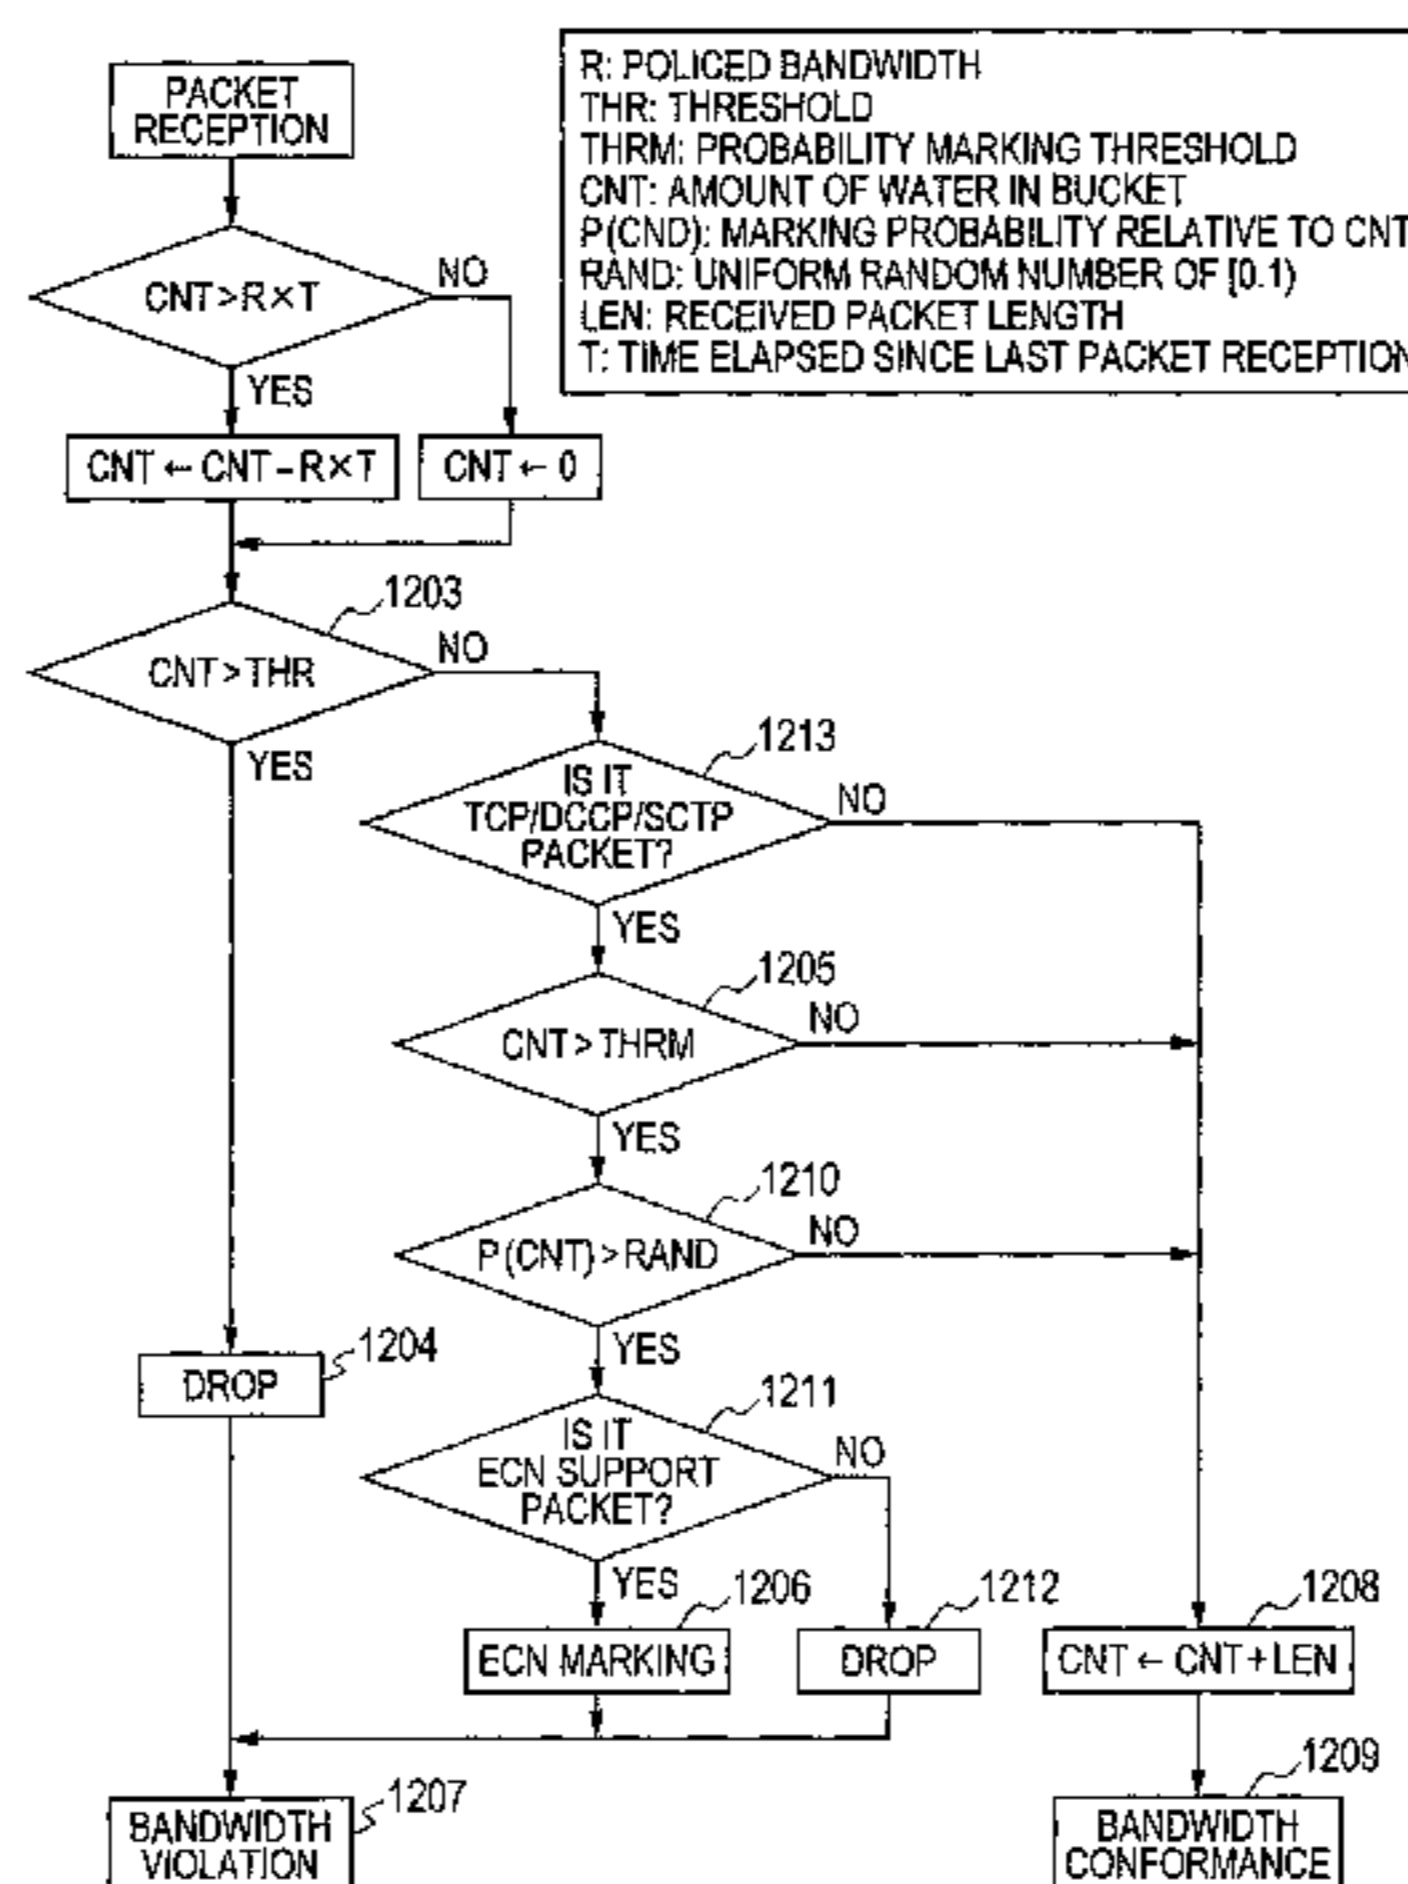 PACKET
RECEPTION
R: POLICED BANDWIDTH
THR: THRESHOLD
THRM: PROBABILITY MARKING THRESHOLD
CNT: AMOUNT OF WATER IN BUCKET
P(CND): MARKING PROBABILITY RELATIVE TO CNT
RAND: UNIFORM RANDOM NUMBER OF [0.1)
LEN: RECEIVED PACKET LENGTH
T: TIME ELAPSED SINCE LAST PACKET RECEPTION
CNT > R×T
NO
YES
CNT ← CNT – R×T
CNT ← 0
1203
CNT > THR
NO
YES
1213
IS IT
TCP/DCCP/SCTP
PACKET?
NO
YES
1205
CNT > THRM
NO
YES
1210
P(CNT) > RAND
NO
YES
1204
DROP
1211
IS IT
ECN SUPPORT
PACKET?
NO
YES
1206
ECN MARKING
1212
DROP
1208
CNT ← CNT + LEN
1207
BANDWIDTH
VIOLATION
1209
BANDWIDTH
CONFORMANCE